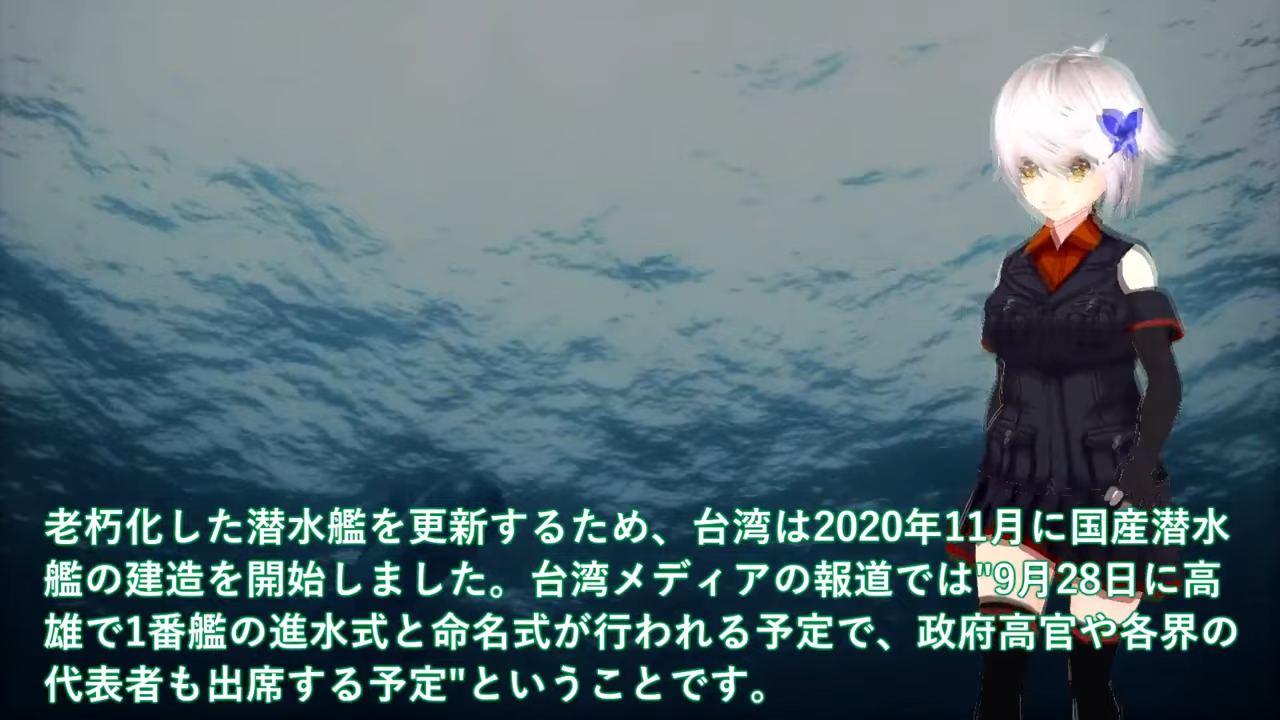 老朽化した潜水艦を更新するため、台湾は2020年11月に国産潜水
艦の建造を開始しました。台湾メディアの報道では"9月28日に高
雄で1番艦の進水式と命名式が行われる予定で、政府高官や各界の
代表者も出席する予定"ということです。